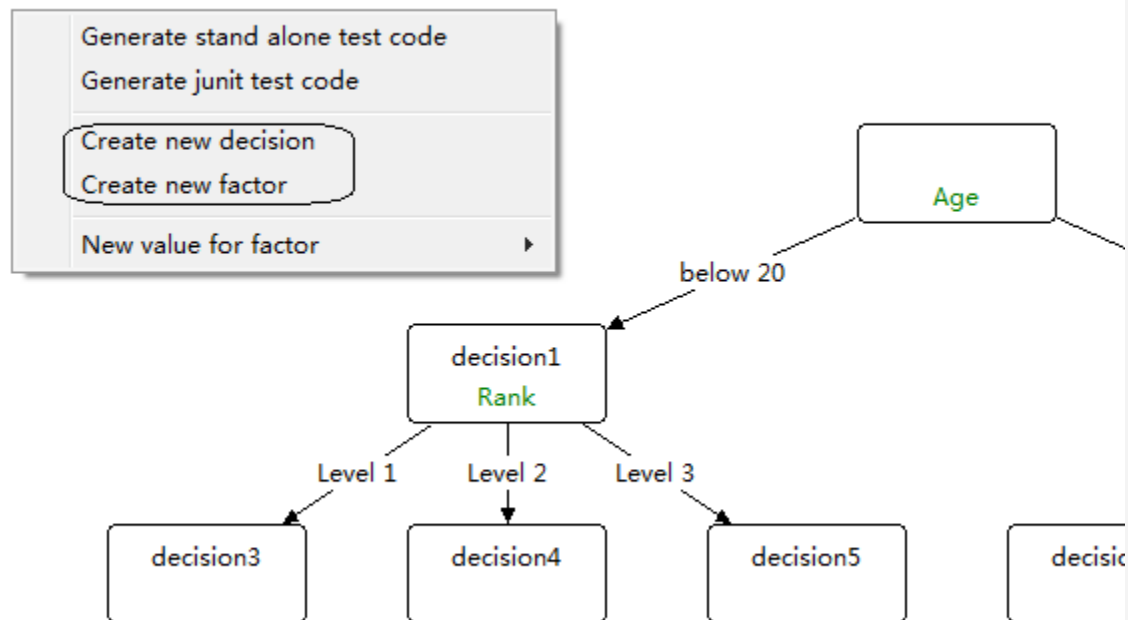 Generate stand alone test code
Generate junit test code
Create new decision
Create new factor
New value for factor
Age
below 20
decision1
Rank
Level 1
Level 2
Level 3
decision3
decision4
decision5